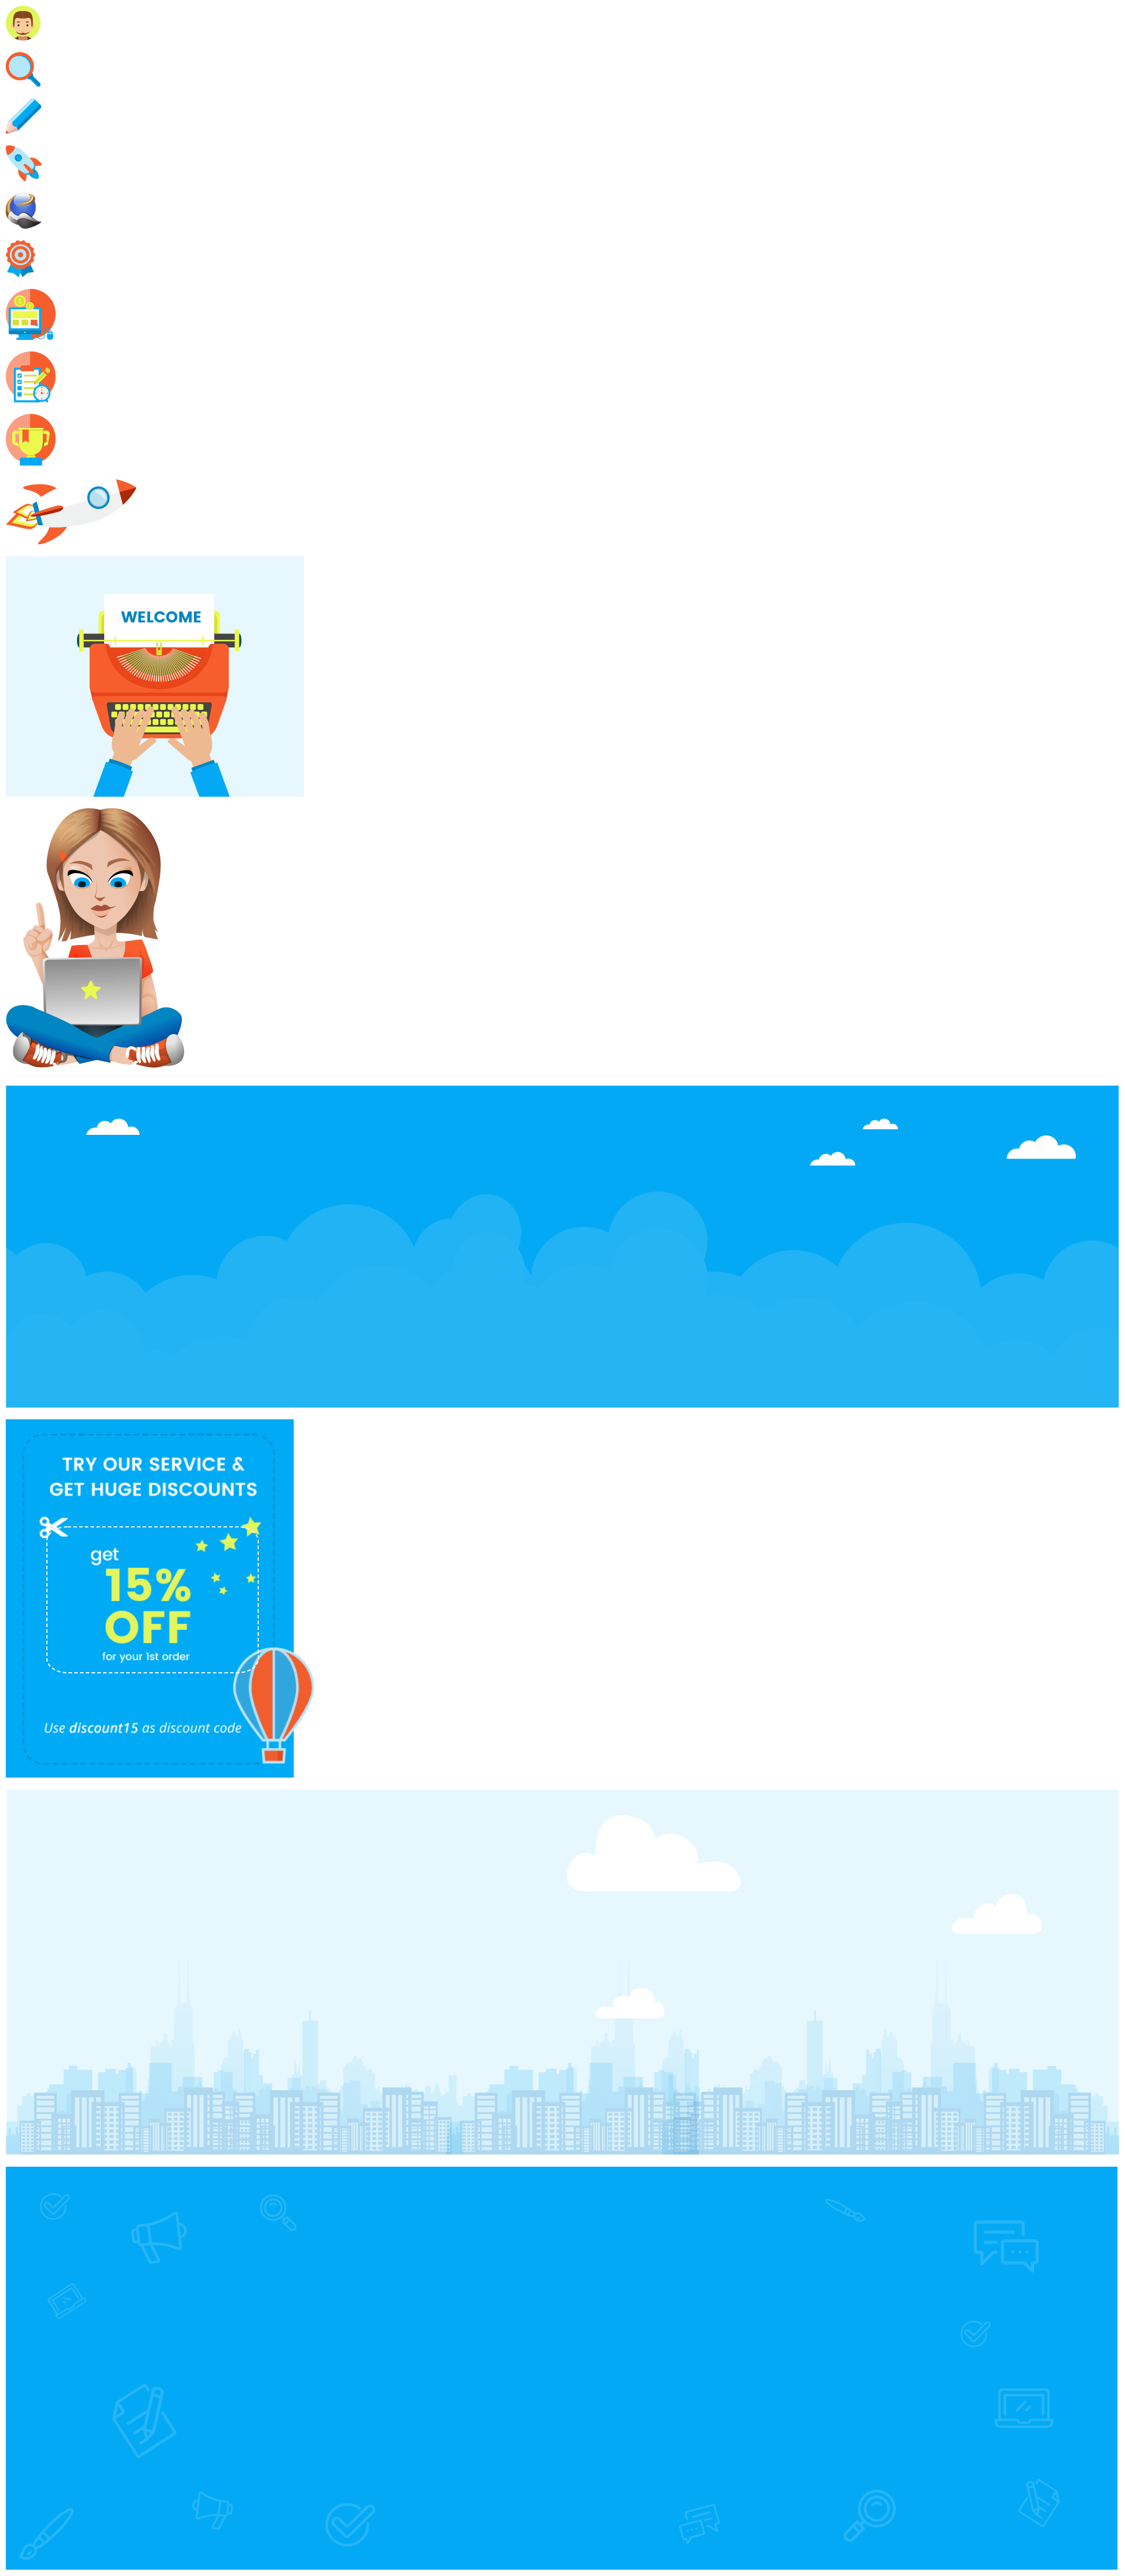 WELCOME
TRY OUR SERVICE &
GET HUGE DISCOUNTS
get
15%
OFF
for your 1st order
Use discount15 as discount code